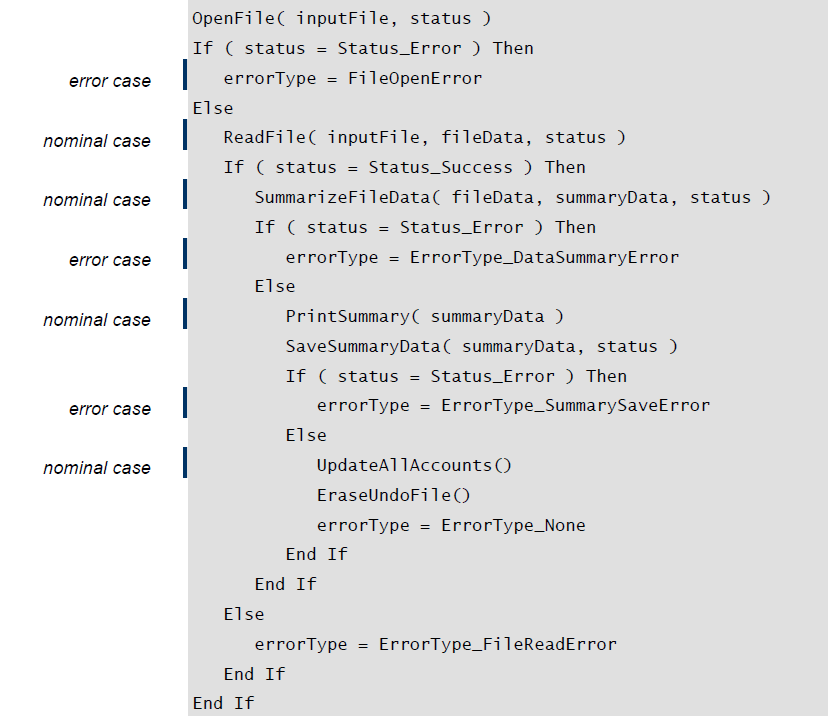 OpenFile( inputFile, status )
If ( status = Status_Error ) Then
error case errorType = FileOpenError
Else
nominal case ReadFile( inputFile, fileData, status )
If ( status = Status_Success ) Then
nominal case SummarizeFileData( fileData, summaryData, status )
If ( status = Status_Error ) Then
error case errorType = ErrorType_DataSummaryError
Else
nominal case PrintSummary( summaryData )
SaveSummaryData( summaryData, status )
If ( status = Status_Error ) Then
error case errorType = ErrorType_SummarySaveError
Else
nominal case UpdateAllAccounts()
EraseUndoFile()
errorType = ErrorType_None
End If
End If
Else
errorType = ErrorType_FileReadError
End If
End If